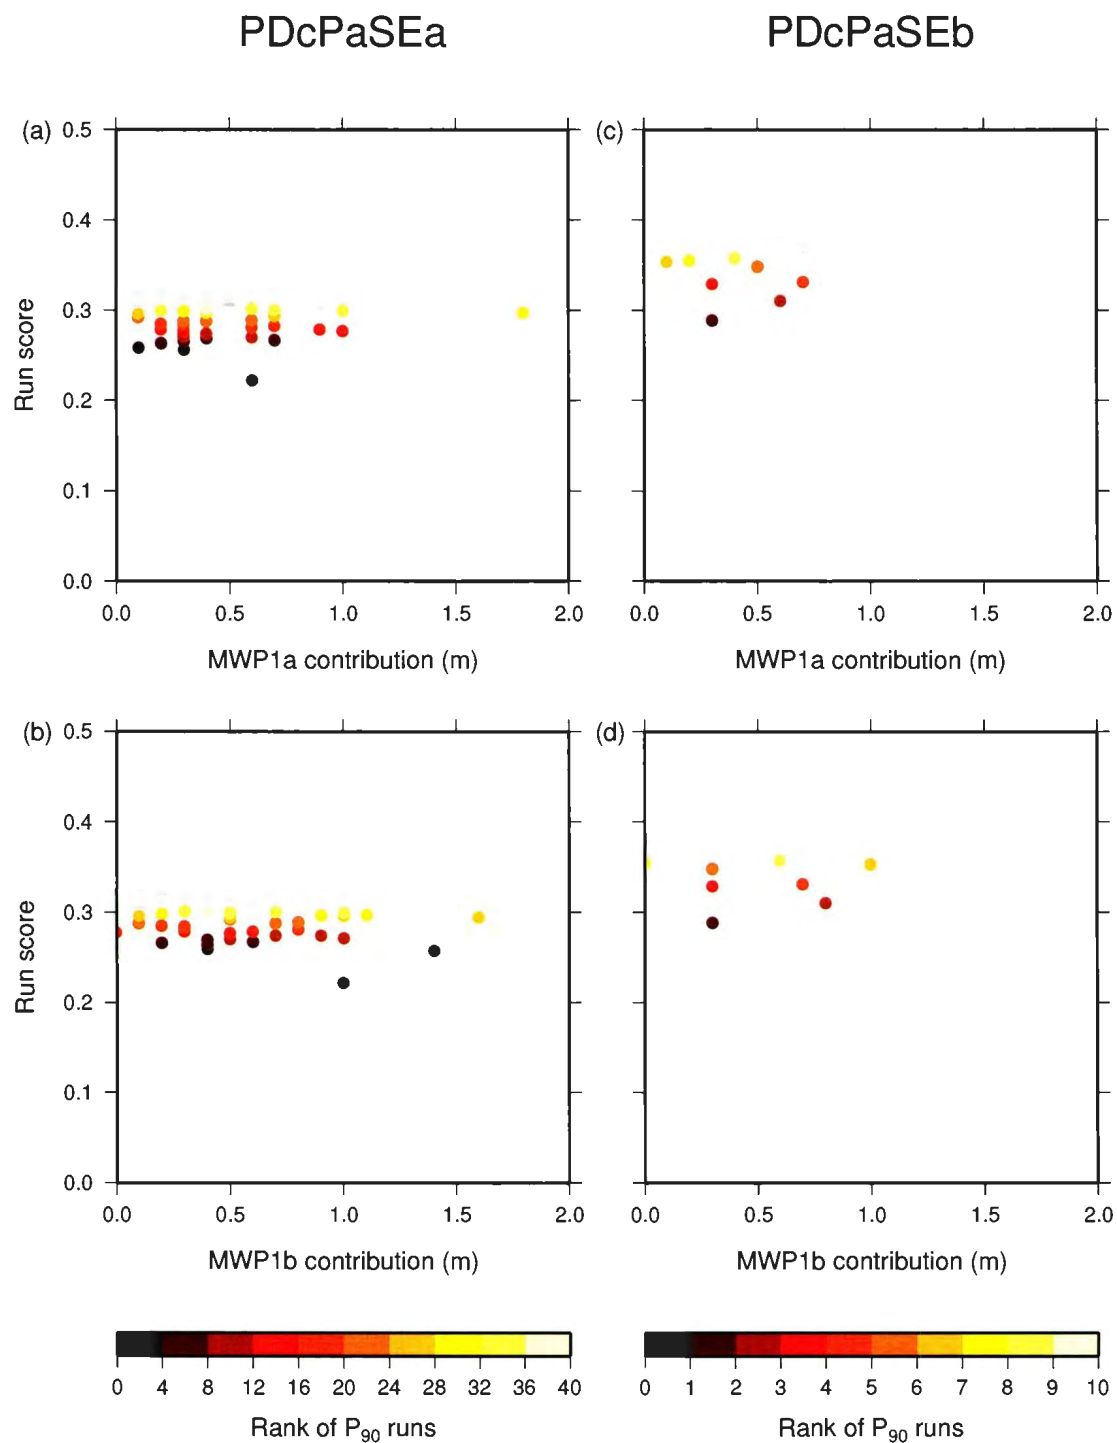 PDcPaSEa
PDcPaSEb
(a)
0.5
0.4
0.3
0.2
0.1
0.0
Run score
0.0 0.5 1.0 1.5 2.0
MWP1a contribution (m)
(c)
0.0 0.5 1.0 1.5 2.0
MWP1a contribution (m)
(b)
0.5
0.4
0.3
0.2
0.1
0.0
Run score
0.0 0.5 1.0 1.5 2.0
MWP1b contribution (m)
(d)
0.0 0.5 1.0 1.5 2.0
MWP1b contribution (m)
0 4 8 12 16 20 24 28 32 36 40
Rank of P90 runs
0 1 2 3 4 5 6 7 8 9 10
Rank of P90 runs